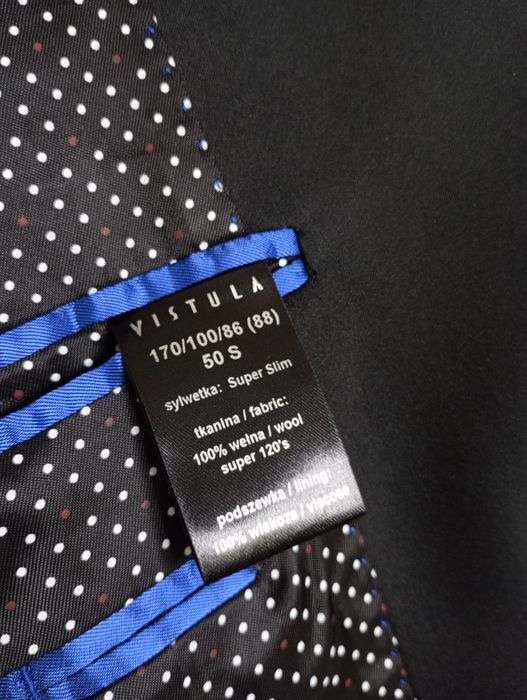 VISTULA
170/100/86 (88)
50 S
sylwetka: Super Slim
tkanina / fabric:
100% wełna / wool
super 120's
podszewka / lining:
100% wiskoza / viscose